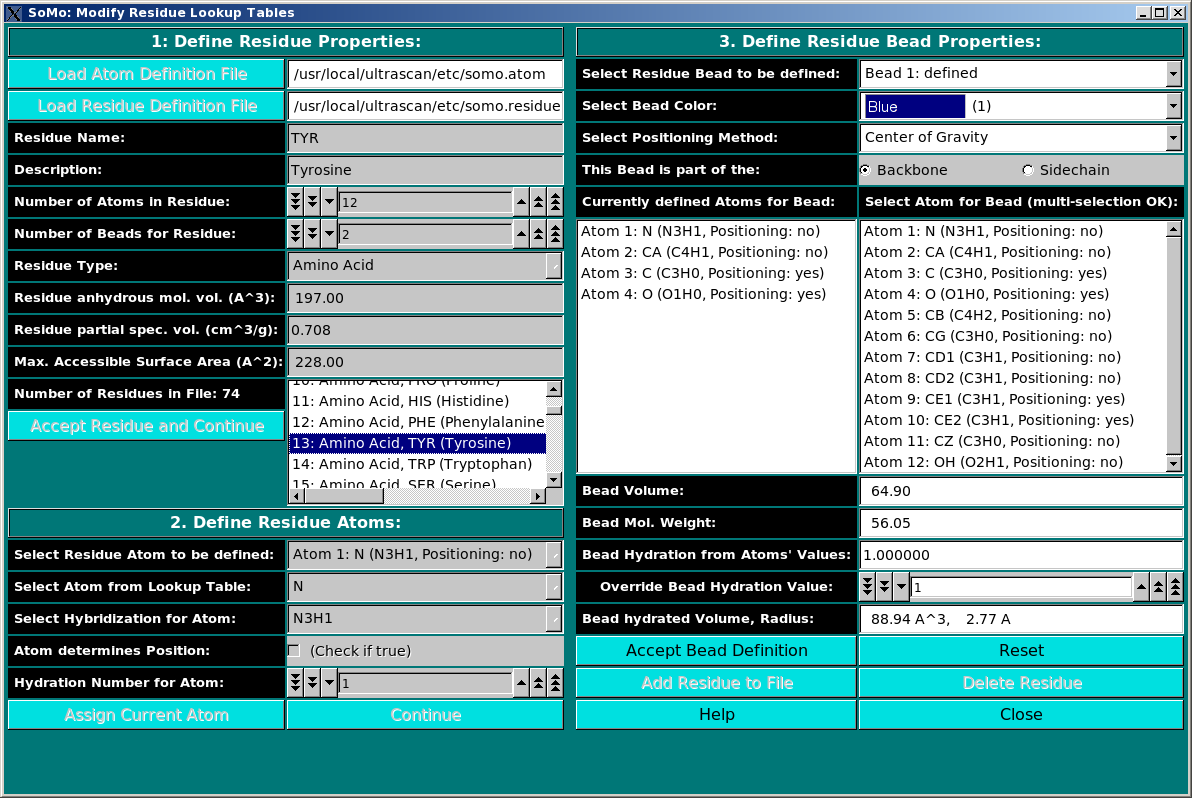 SoMo: Modify Residue Lookup Tables
1: Define Residue Properties:
Load Atom Definition File
/usr/local/ultrascan/etc/somo.atom
Load Residue Definition File
/usr/local/ultrascan/etc/somo.residue
Residue Name:
TYR
Description:
Tyrosine
Number of Atoms in Residue:
12
Number of Beads for Residue:
2
Residue Type:
Amino Acid
Residue anhydrous mol. vol. (A^3):
197.00
Residue partial spec. vol. (cm^3/g):
0.708
Max. Accessible Surface Area (A^2):
228.00
Number of Residues in File: 74
10: Amino Acid, PRO (Proline)
11: Amino Acid, HIS (Histidine)
12: Amino Acid, PHE (Phenylalanine
13: Amino Acid, TYR (Tyrosine)
14: Amino Acid, TRP (Tryptophan)
15: Amino Acid, SER (Serine)
Accept Residue and Continue
2. Define Residue Atoms:
Select Residue Atom to be defined:
Atom 1: N (N3H1, Positioning: no)
Select Atom from Lookup Table:
N
Select Hybridization for Atom:
N3H1
Atom determines Position:
(Check if true)
Hydration Number for Atom:
1
Assign Current Atom
Continue
3. Define Residue Bead Properties:
Select Residue Bead to be defined:
Bead 1: defined
Select Bead Color:
Blue (1)
Select Positioning Method:
Center of Gravity
This Bead is part of the:
Backbone
Sidechain
Currently defined Atoms for Bead:
Atom 1: N (N3H1, Positioning: no)
Atom 2: CA (C4H1, Positioning: no)
Atom 3: C (C3H0, Positioning: yes)
Atom 4: O (O1H0, Positioning: yes)
Select Atom for Bead (multi-selection OK):
Atom 1: N (N3H1, Positioning: no)
Atom 2: CA (C4H1, Positioning: no)
Atom 3: C (C3H0, Positioning: yes)
Atom 4: O (O1H0, Positioning: yes)
Atom 5: CB (C4H2, Positioning: no)
Atom 6: CG (C3H0, Positioning: no)
Atom 7: CD1 (C3H1, Positioning: no)
Atom 8: CD2 (C3H1, Positioning: no)
Atom 9: CE1 (C3H1, Positioning: yes)
Atom 10: CE2 (C3H1, Positioning: yes)
Atom 11: CZ (C3H0, Positioning: no)
Atom 12: OH (O2H1, Positioning: no)
Bead Volume:
64.90
Bead Mol. Weight:
56.05
Bead Hydration from Atoms' Values:
1.000000
Override Bead Hydration Value:
1
Bead hydrated Volume, Radius:
88.94 A^3, 2.77 A
Accept Bead Definition
Reset
Add Residue to File
Delete Residue
Help
Close